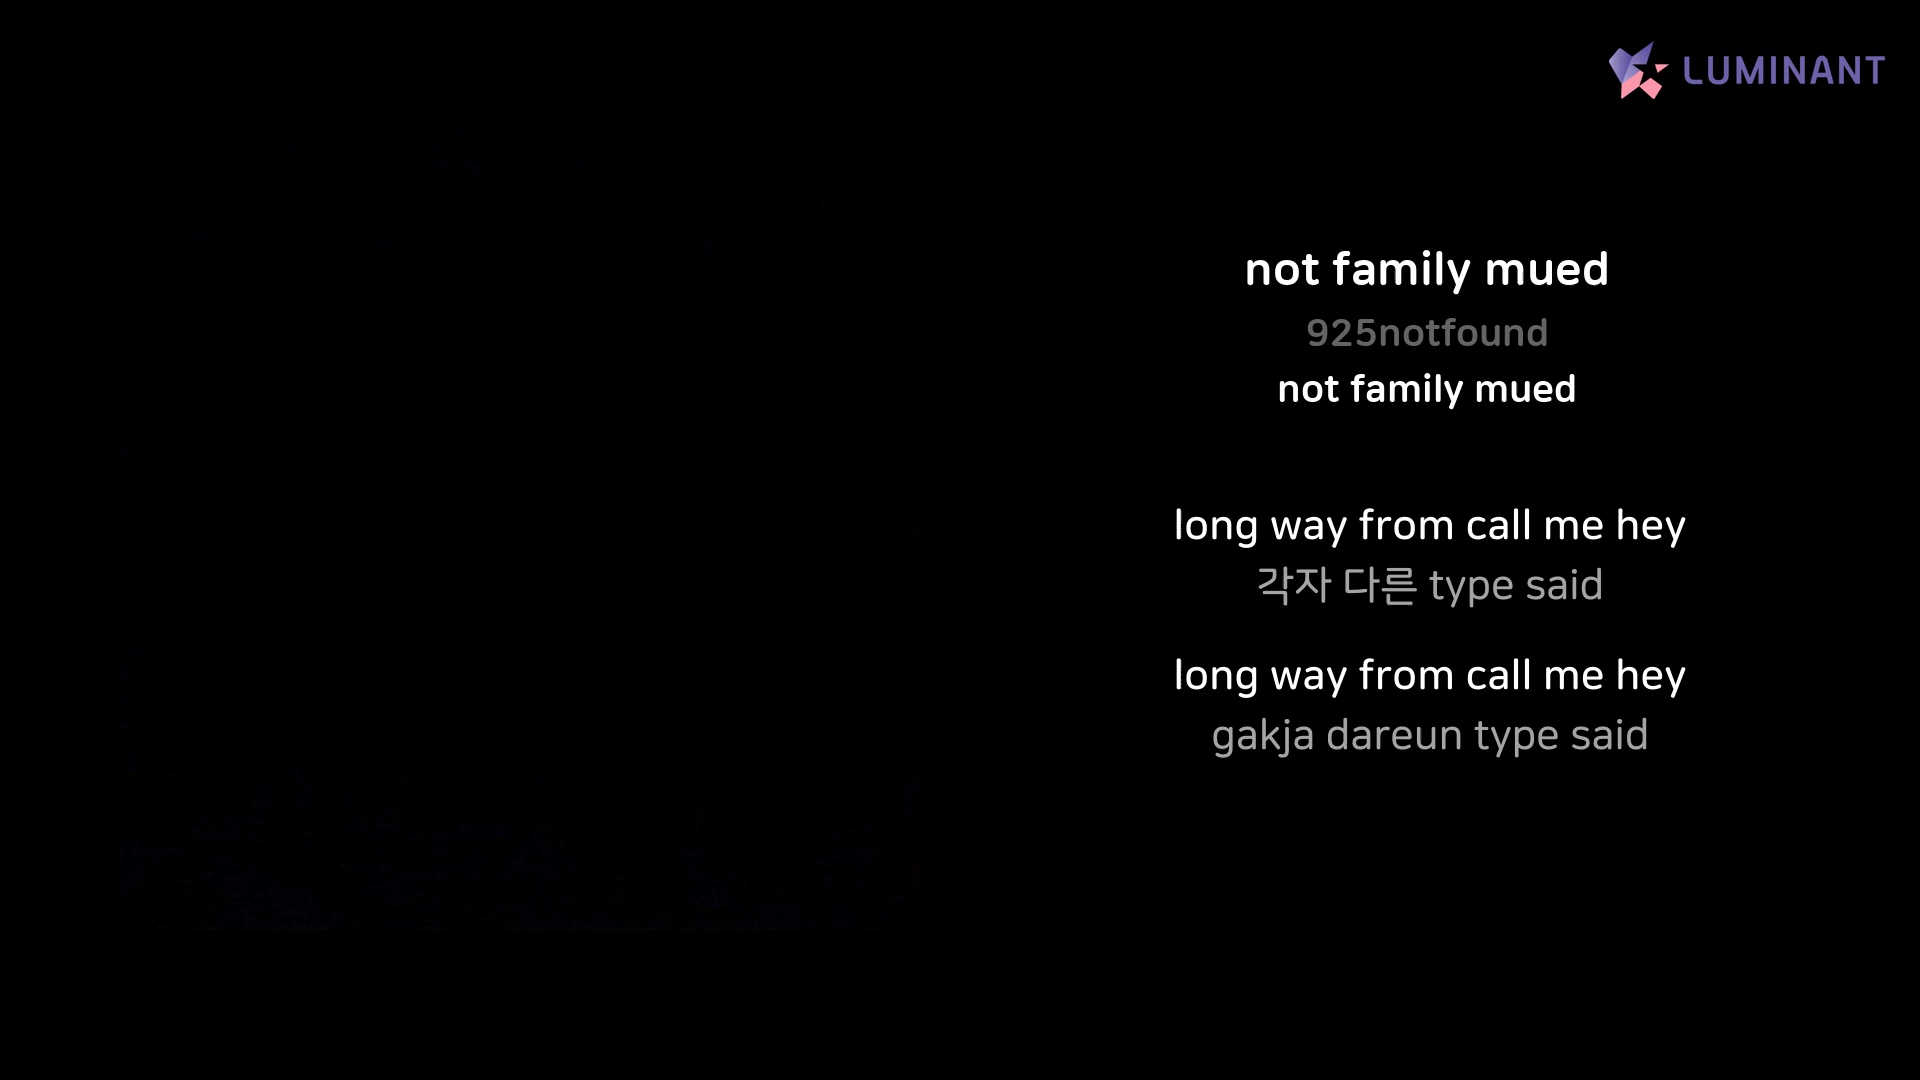 LUMINANT
not family mued
925notfound
not family mued
long way from call me hey
각자 다른 type said
long way from call me hey
gakja dareun type said